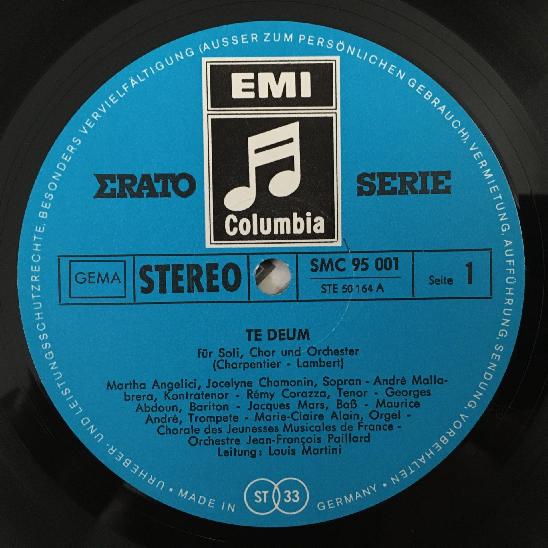 URHEBER- UND LEISTUNGSSCHUTZRECHTE, BESONDERS VERVIELFÄLTIGUNG (AUSSER ZUM PERSÖNLICHEN GEBRAUCH), VERMIETUNG, AUFFÜHRUNG, SENDUNG, VORBEHALTEN
EMI
Columbia
ΣRATO SERIE
GEMA STEREO SMC 95 001 Seite 1
STE 50 164 A
TE DEUM
für Soli, Chor und Orchester
(Charpentier - Lambert)
Martha Angelici, Jocelyne Chamonin, Sopran - André Malla-
brera, Kontratenor - Rémy Corazza, Tenor - Georges
Abdoun, Bariton - Jacques Mars, Baß - Maurice
André, Trompete - Marie-Claire Alain, Orgel -
Chorale des Jeunesses Musicales de France -
Orchestre Jean-François Paillard
Leitung: Louis Martini
• MADE IN ST 33 GERMANY •